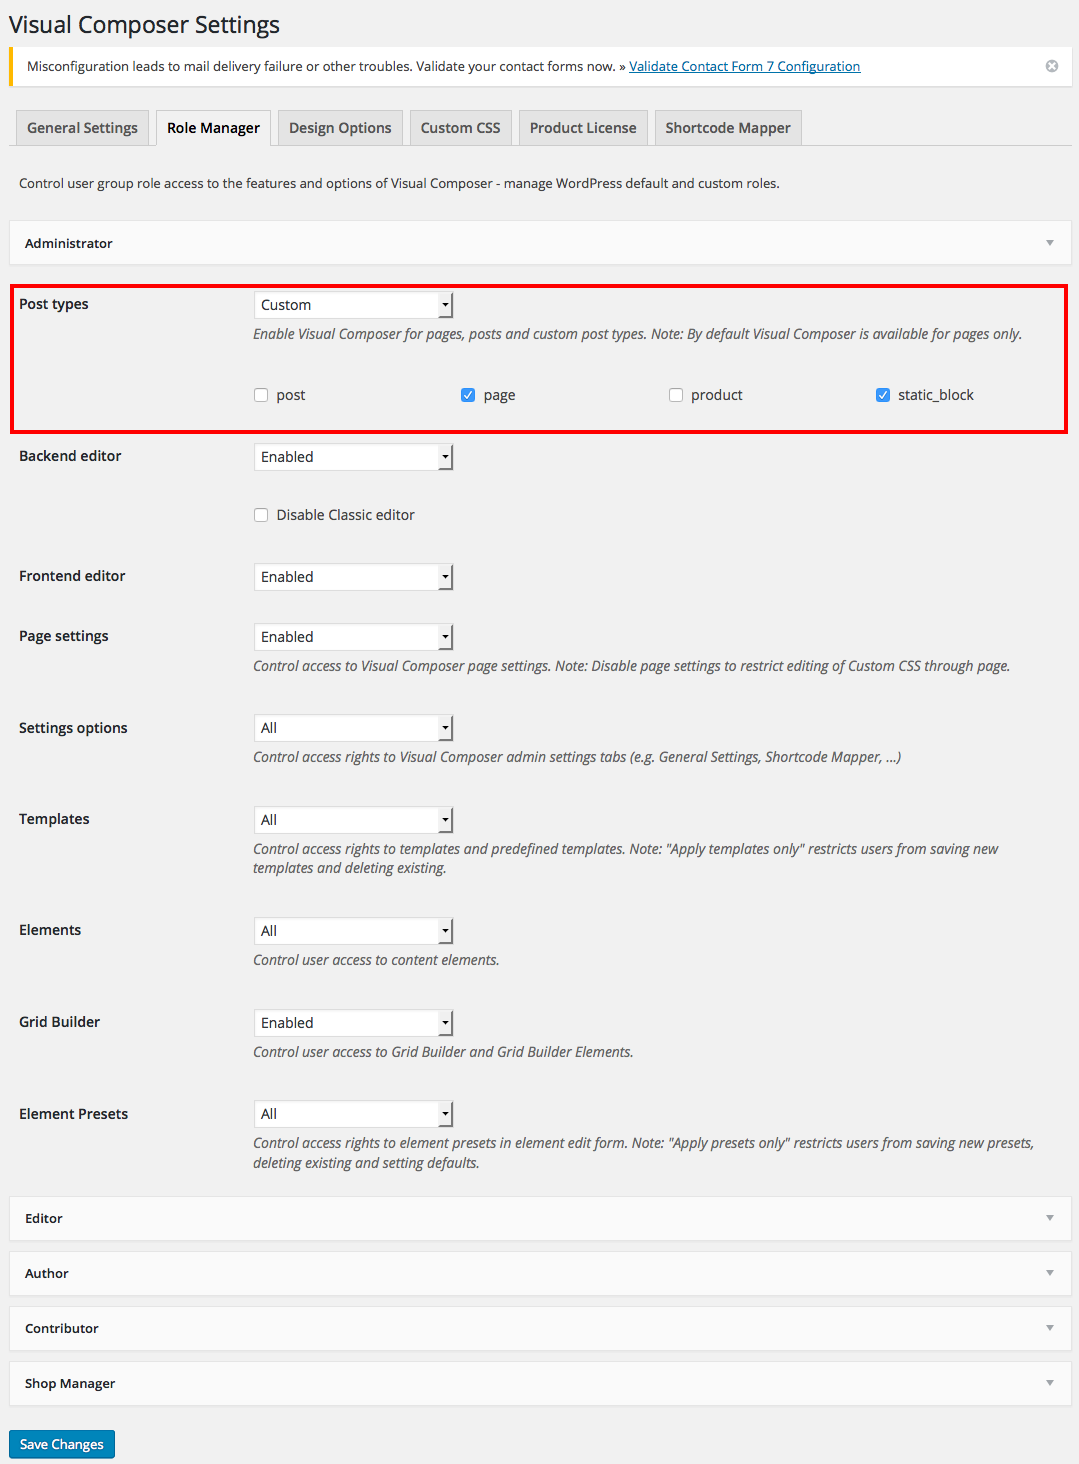 Visual Composer Settings
Misconfiguration leads to mail delivery failure or other troubles. Validate your contact forms now. » Validate Contact Form 7 Configuration
General Settings
Role Manager
Design Options
Custom CSS
Product License
Shortcode Mapper
Control user group role access to the features and options of Visual Composer - manage WordPress default and custom roles.
Administrator
Post types
Custom
Enable Visual Composer for pages, posts and custom post types. Note: By default Visual Composer is available for pages only.
post
page
product
static_block
Backend editor
Enabled
Disable Classic editor
Frontend editor
Enabled
Page settings
Enabled
Control access to Visual Composer page settings. Note: Disable page settings to restrict editing of Custom CSS through page.
Settings options
All
Control access rights to Visual Composer admin settings tabs (e.g. General Settings, Shortcode Mapper, ...)
Templates
All
Control access rights to templates and predefined templates. Note: "Apply templates only" restricts users from saving new
templates and deleting existing.
Elements
All
Control user access to content elements.
Grid Builder
Enabled
Control user access to Grid Builder and Grid Builder Elements.
Element Presets
All
Control access rights to element presets in element edit form. Note: "Apply presets only" restricts users from saving new presets,
deleting existing and setting defaults.
Editor
Author
Contributor
Shop Manager
Save Changes